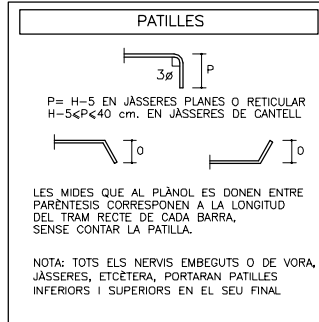 PATILLES
3ø
P
P= H-5 EN JÀSSERES PLANES O RETICULAR
H-5≤P≤40 cm. EN JÀSSERES DE CANTELL
0
0
LES MIDES QUE AL PLÀNOL ES DONEN ENTRE
PARÈNTESIS CORRESPONEN A LA LONGITUD
DEL TRAM RECTE DE CADA BARRA,
SENSE CONTAR LA PATILLA.
NOTA: TOTS ELS NERVIS EMBEGUTS O DE VORA,
JÀSSERES, ETCÈTERA, PORTARAN PATILLES
INFERIORS I SUPERIORS EN EL SEU FINAL